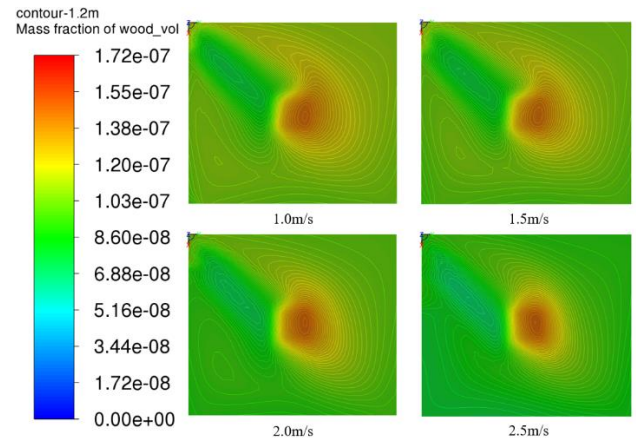 contour-1.2m
Mass fraction of wood_vol
1.72e-07
1.55e-07
1.38e-07
1.20e-07
1.03e-07
8.60e-08
6.88e-08
5.16e-08
3.44e-08
1.72e-08
0.00e+00
1.0m/s
1.5m/s
2.0m/s
2.5m/s